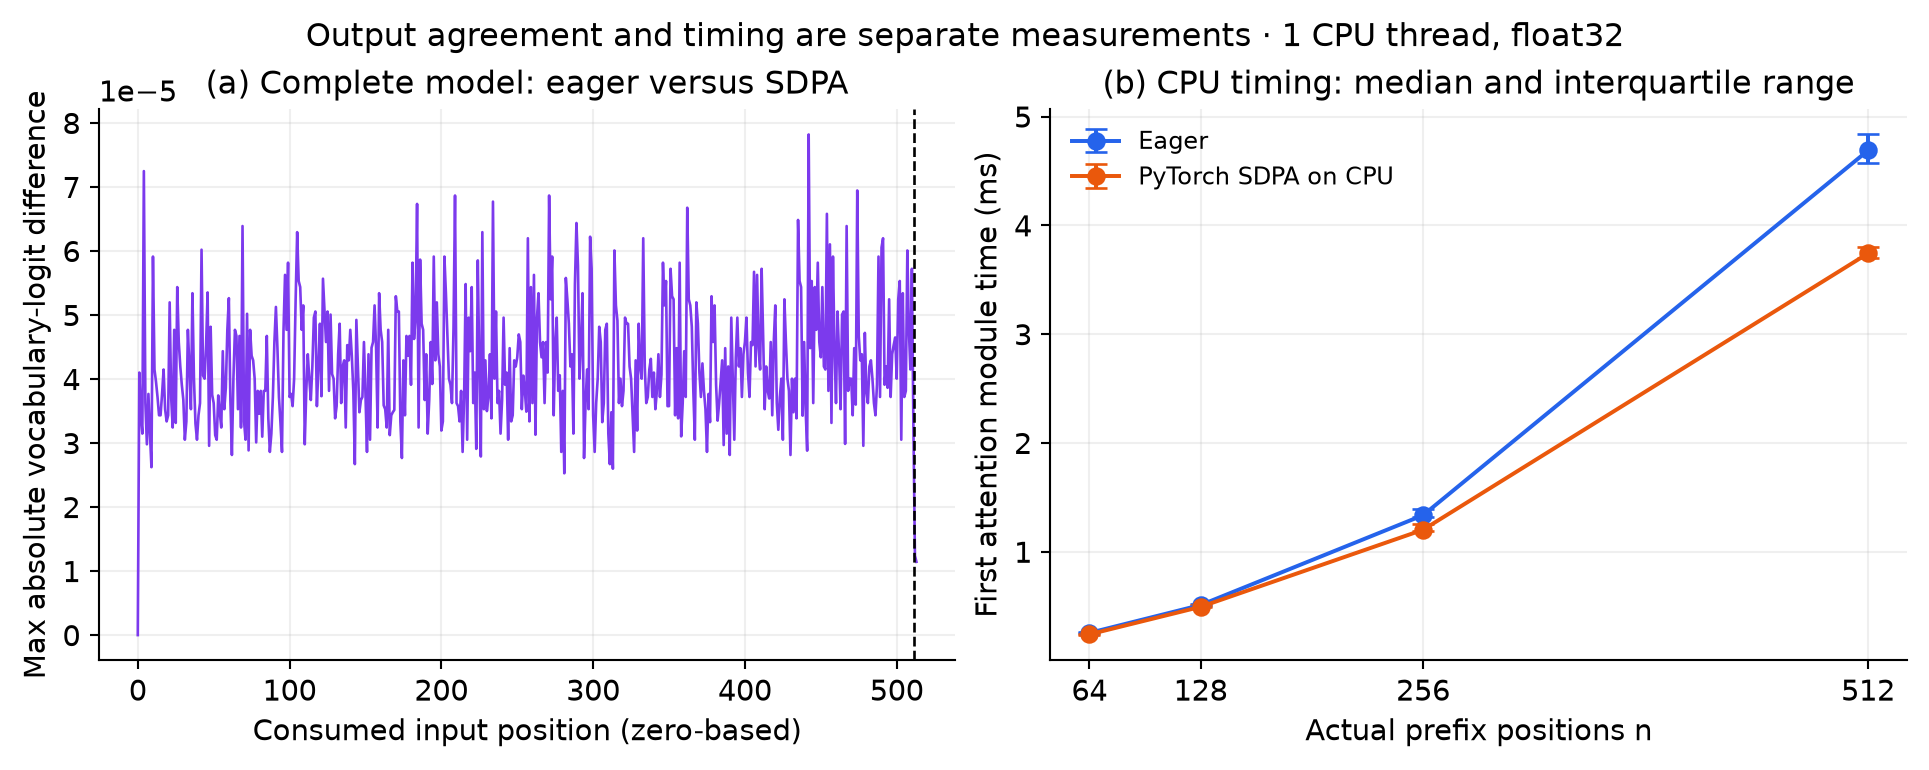 Output agreement and timing are separate measurements · 1 CPU thread, float32
(a) Complete model: eager versus SDPA
1e−5
Max absolute vocabulary-logit difference
8
7
6
5
4
3
2
1
0
0 100 200 300 400 500
Consumed input position (zero-based)
(b) CPU timing: median and interquartile range
First attention module time (ms)
5
4
3
2
1
Eager
PyTorch SDPA on CPU
64 128 256 512
Actual prefix positions n